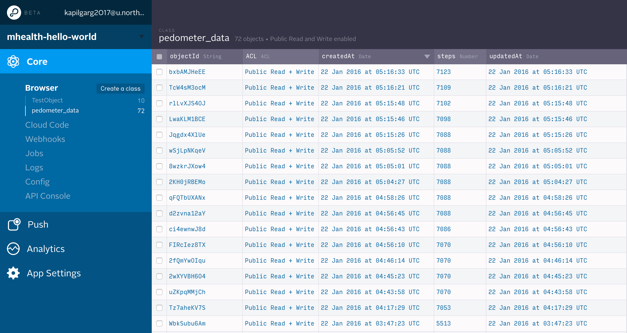 BETA kapilgarg2017@u.north...
mhealth-hello-world
Core
Browser Create a class
TestObject 10
pedometer_data 72
Cloud Code
Webhooks
Jobs
Logs
Config
API Console
Push
Analytics
App Settings
CLASS
pedometer_data 72 objects • Public Read and Write enabled
objectId String ACL ACL createdAt Date steps Number updatedAt Date
bxbAMJHeEE Public Read + Write 22 Jan 2016 at 05:16:33 UTC 7123 22 Jan 2016 at 05:16:33 UTC
TcW4sM3ocM Public Read + Write 22 Jan 2016 at 05:16:21 UTC 7109 22 Jan 2016 at 05:16:21 UTC
rlLvXJS4OJ Public Read + Write 22 Jan 2016 at 05:15:48 UTC 7102 22 Jan 2016 at 05:15:48 UTC
LwaKLM1BCE Public Read + Write 22 Jan 2016 at 05:15:46 UTC 7098 22 Jan 2016 at 05:15:46 UTC
Jqgdx4X1Ue Public Read + Write 22 Jan 2016 at 05:15:26 UTC 7088 22 Jan 2016 at 05:15:26 UTC
w5jLpNKqeV Public Read + Write 22 Jan 2016 at 05:05:52 UTC 7088 22 Jan 2016 at 05:05:52 UTC
8wzkrJXow4 Public Read + Write 22 Jan 2016 at 05:05:01 UTC 7088 22 Jan 2016 at 05:05:01 UTC
2KH0jRBEMo Public Read + Write 22 Jan 2016 at 05:04:27 UTC 7088 22 Jan 2016 at 05:04:27 UTC
qFQTbUXANx Public Read + Write 22 Jan 2016 at 04:58:26 UTC 7088 22 Jan 2016 at 04:58:26 UTC
d2zvna12aY Public Read + Write 22 Jan 2016 at 04:56:45 UTC 7088 22 Jan 2016 at 04:56:45 UTC
ci4ewnwJ8d Public Read + Write 22 Jan 2016 at 04:56:43 UTC 7086 22 Jan 2016 at 04:56:43 UTC
FIRcIez8TX Public Read + Write 22 Jan 2016 at 04:56:10 UTC 7070 22 Jan 2016 at 04:56:10 UTC
2fQmYwOIqu Public Read + Write 22 Jan 2016 at 04:46:14 UTC 7070 22 Jan 2016 at 04:46:14 UTC
2wXYV8H6O4 Public Read + Write 22 Jan 2016 at 04:45:23 UTC 7070 22 Jan 2016 at 04:45:23 UTC
uZKpqMMjCh Public Read + Write 22 Jan 2016 at 04:43:58 UTC 7070 22 Jan 2016 at 04:43:58 UTC
Tz7aheKV7S Public Read + Write 22 Jan 2016 at 04:17:29 UTC 7053 22 Jan 2016 at 04:17:29 UTC
WbkSubu6Am Public Read + Write 22 Jan 2016 at 03:47:23 UTC 5513 22 Jan 2016 at 03:47:23 UTC